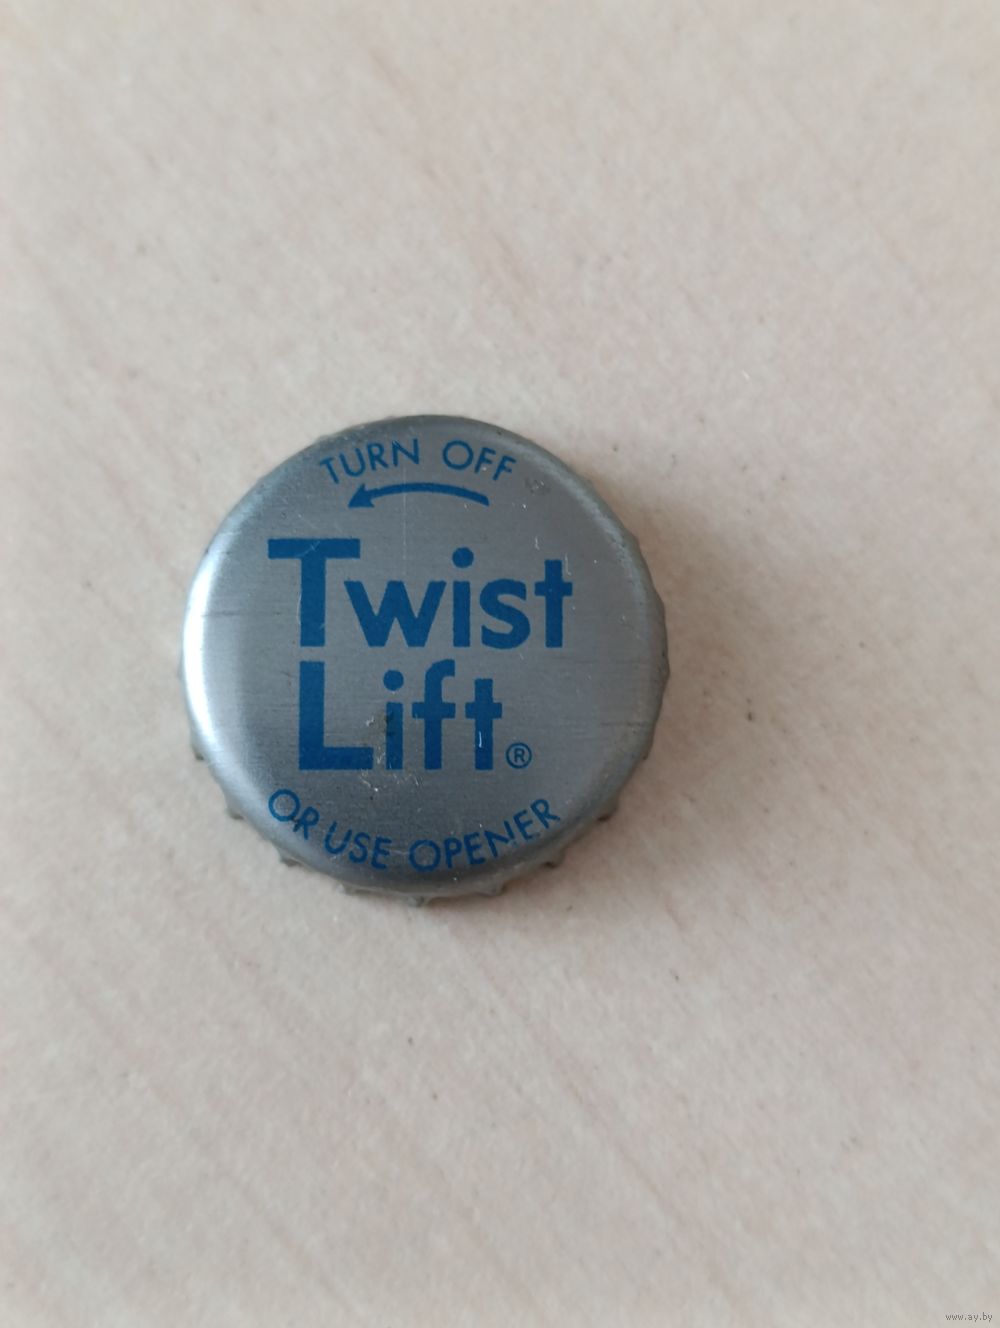 TURN OFF
Twist
Lift®
OR USE OPENER
www.ay.by